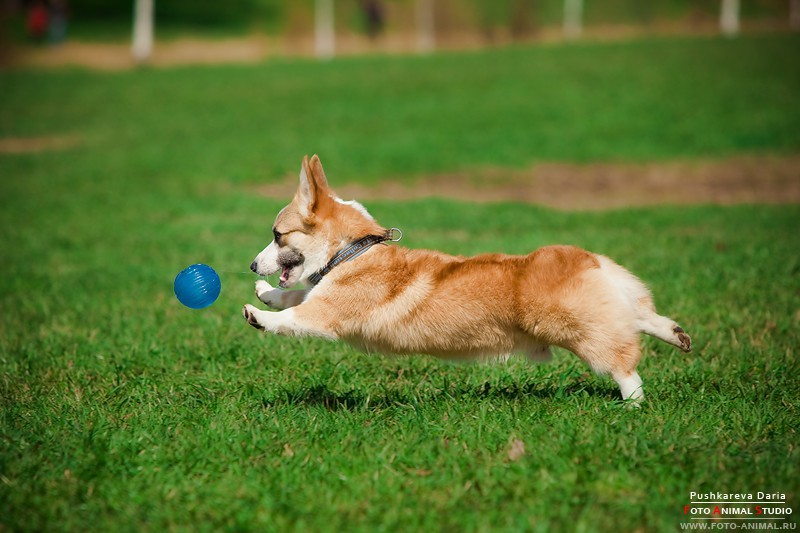 Pushkareva Daria
FOTO ANIMAL STUDIO
WWW.FOTO-ANIMAL.RU